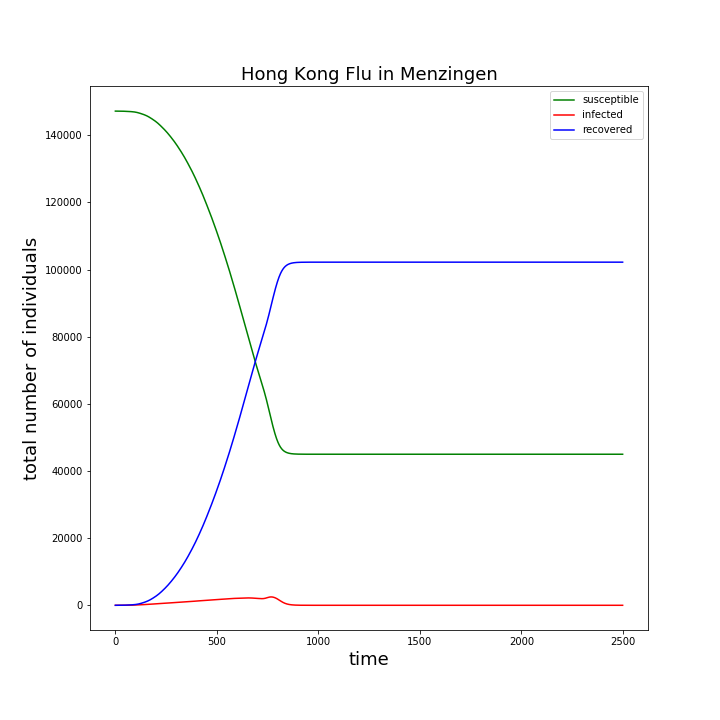 Hong Kong Flu in Menzingen
susceptible
infected
recovered
total number of individuals
140000
120000
100000
80000
60000
40000
20000
0
0 500 1000 1500 2000 2500
time